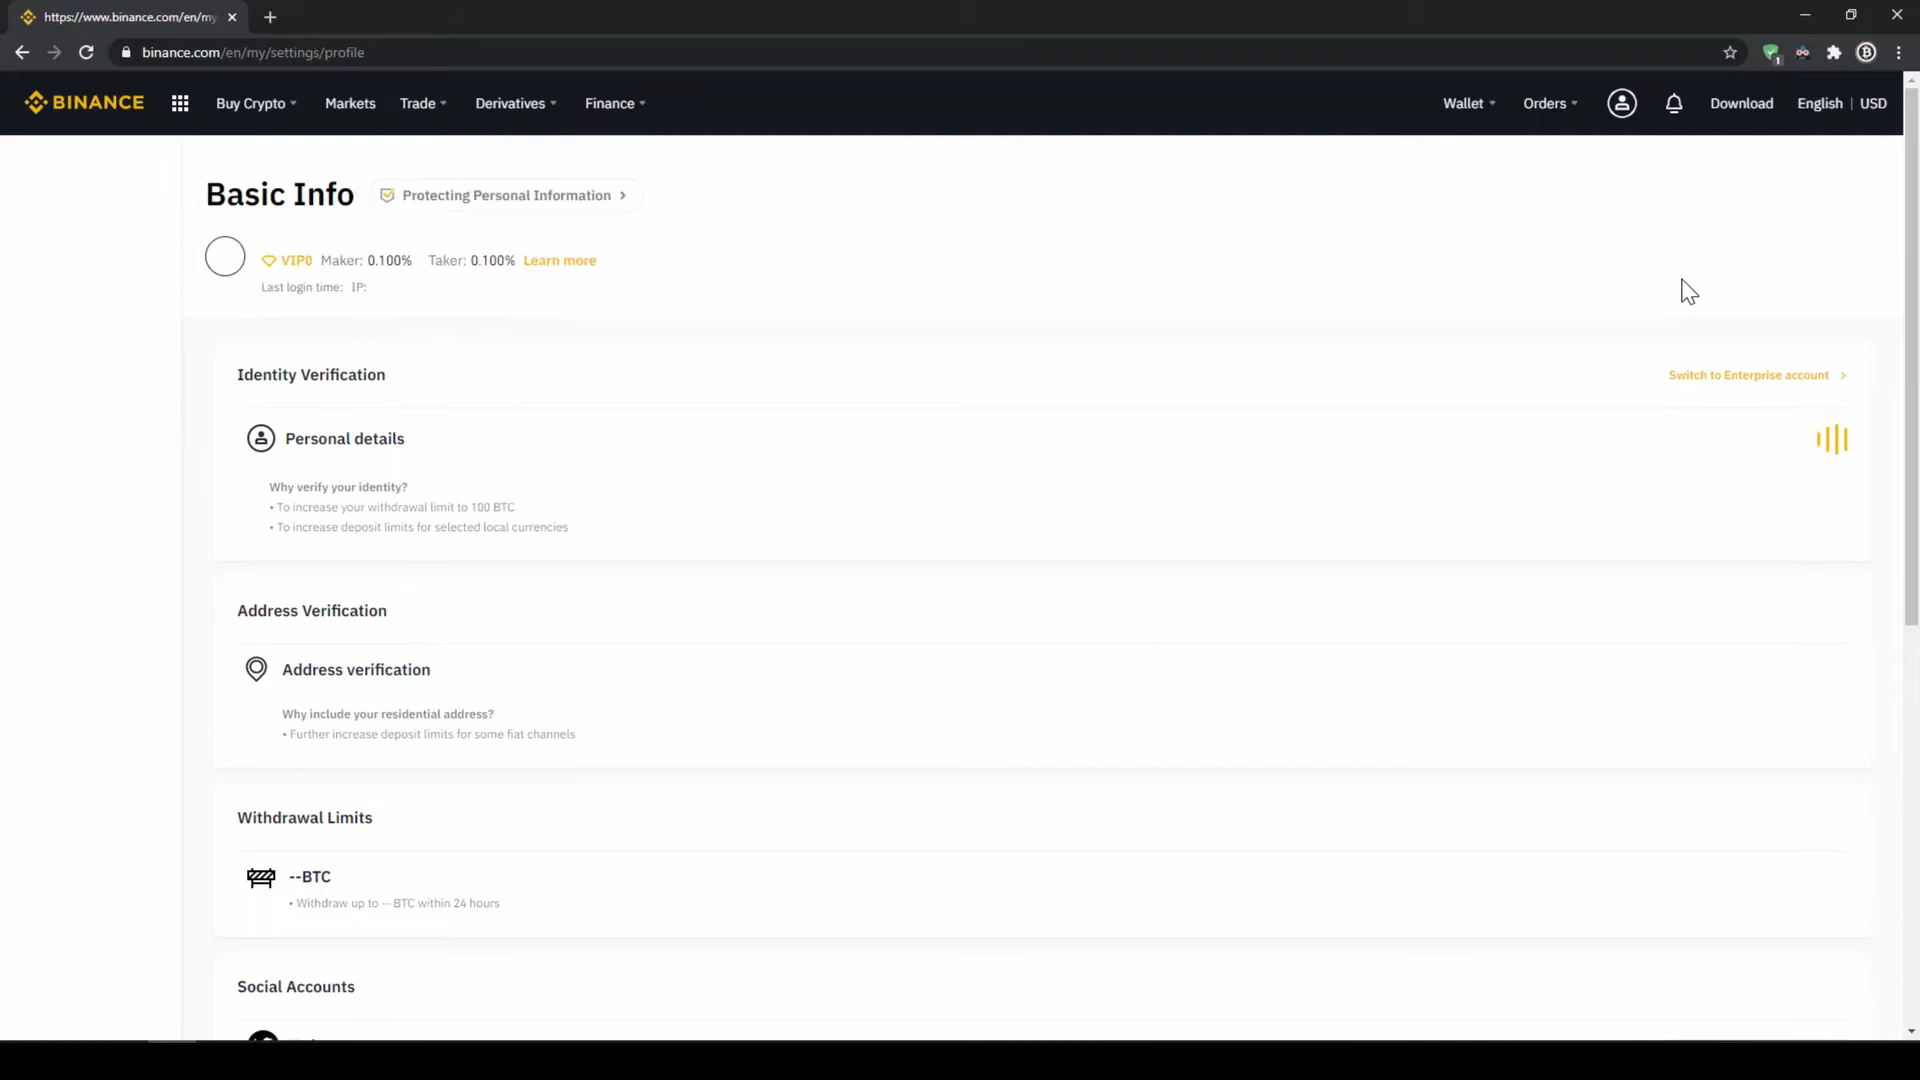 https://www.binance.com/en/my
binance.com/en/my/settings/profile
1
BINANCE Buy Crypto Markets Trade Derivatives Finance Wallet Orders Download English | USD
Basic Info Protecting Personal Information >
VIP0 Maker: 0.100% Taker: 0.100% Learn more
Last login time: IP:
Identity Verification Switch to Enterprise account >
Personal details
Why verify your identity?
• To increase your withdrawal limit to 100 BTC
• To increase deposit limits for selected local currencies
Address Verification
Address verification
Why include your residential address?
• Further increase deposit limits for some fiat channels
Withdrawal Limits
--BTC
• Withdraw up to -- BTC within 24 hours
Social Accounts